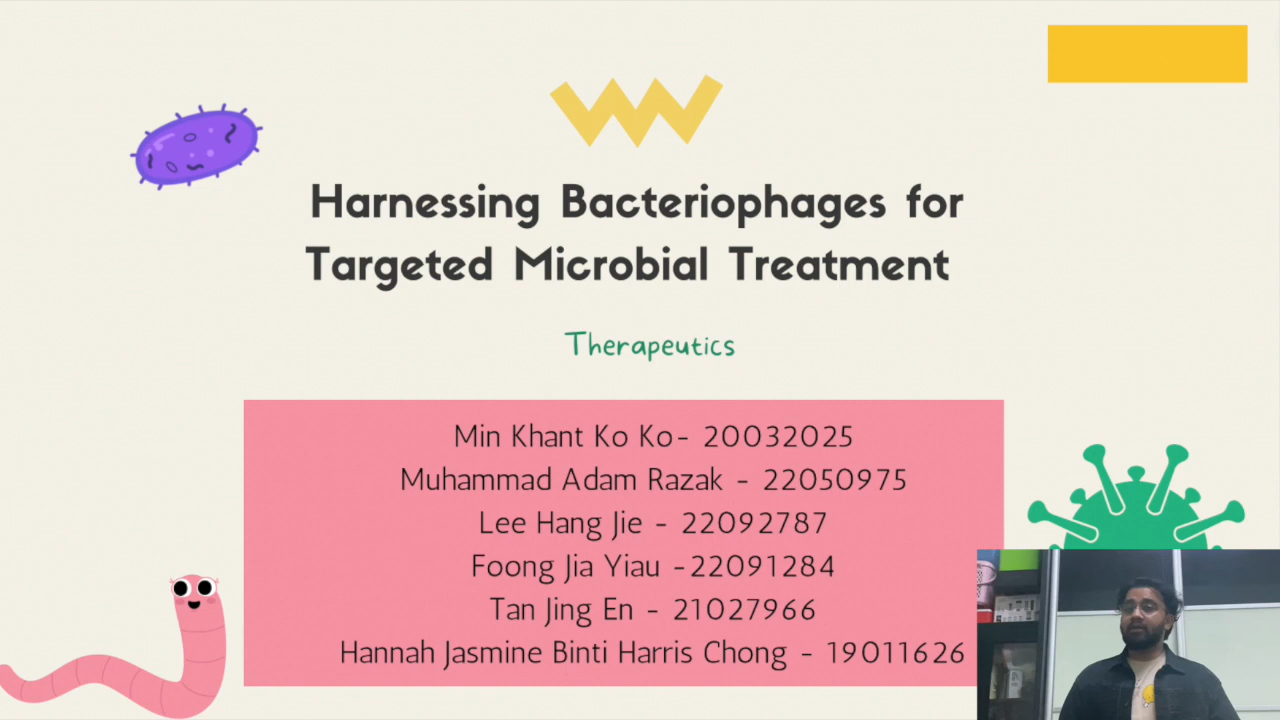 Harnessing Bacteriophages for
Targeted Microbial Treatment
Therapeutics
Min Khant Ko Ko- 20032025
Muhammad Adam Razak - 22050975
Lee Hang Jie - 22092787
Foong Jia Yiau -22091284
Tan Jing En - 21027966
Hannah Jasmine Binti Harris Chong - 19011626